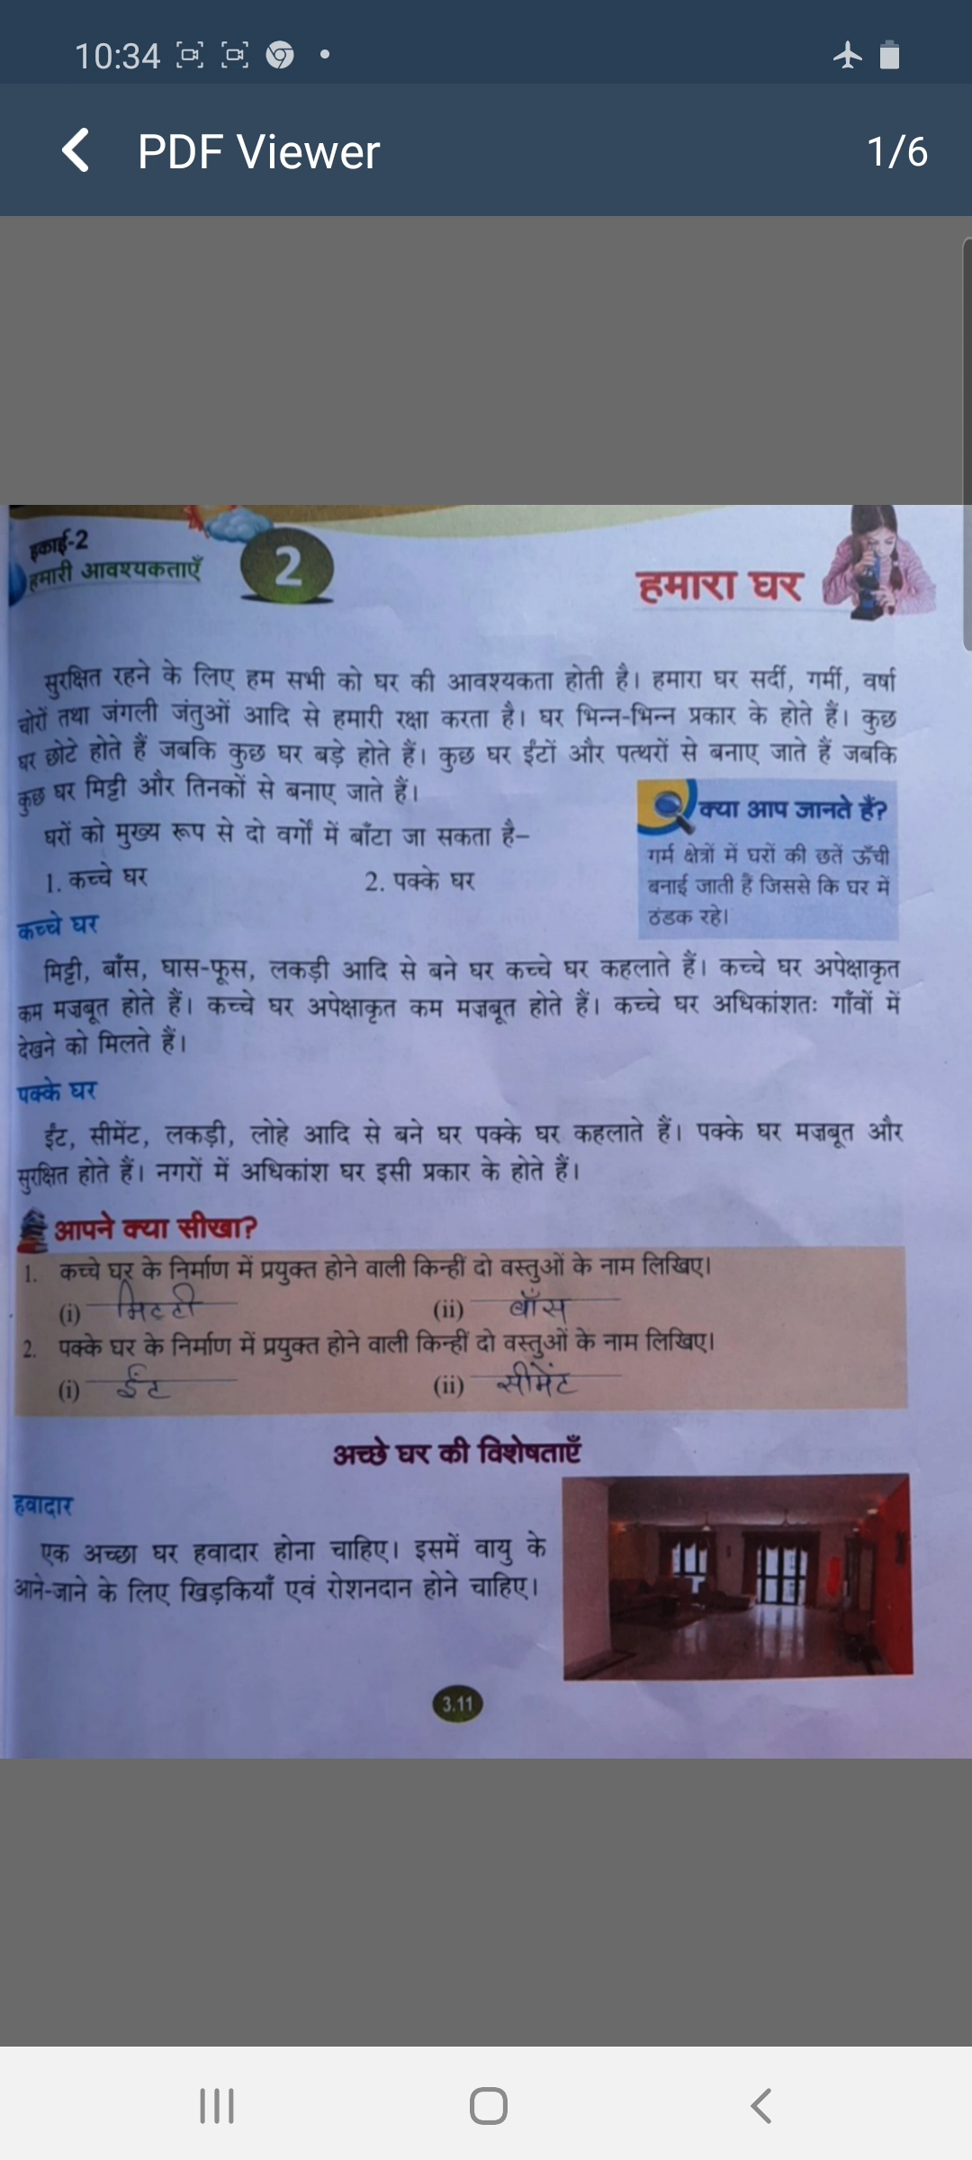 10:34
PDF Viewer
1/6
इकाई-2
हमारी आवश्यकताएँ
2
हमारा घर
सुरक्षित रहने के लिए हम सभी को घर की आवश्यकता होती है। हमारा घर सर्दी, गर्मी, वर्षा
चोरों तथा जंगली जंतुओं आदि से हमारी रक्षा करता है। घर भिन्न-भिन्न प्रकार के होते हैं। कुछ
घर छोटे होते हैं जबकि कुछ घर बड़े होते हैं। कुछ घर ईंटों और पत्थरों से बनाए जाते हैं जबकि
कुछ घर मिट्टी और तिनकों से बनाए जाते हैं।
घरों को मुख्य रूप से दो वर्गों में बाँटा जा सकता है–
1. कच्चे घर 2. पक्के घर
क्या आप जानते हैं?
गर्म क्षेत्रों में घरों की छतें ऊँची
बनाई जाती हैं जिससे कि घर में
ठंडक रहे।
कच्चे घर
मिट्टी, बाँस, घास-फूस, लकड़ी आदि से बने घर कच्चे घर कहलाते हैं। कच्चे घर अपेक्षाकृत
कम मज़बूत होते हैं। कच्चे घर अपेक्षाकृत कम मज़बूत होते हैं। कच्चे घर अधिकांशतः गाँवों में
देखने को मिलते हैं।
पक्के घर
ईंट, सीमेंट, लकड़ी, लोहे आदि से बने घर पक्के घर कहलाते हैं। पक्के घर मज़बूत और
सुरक्षित होते हैं। नगरों में अधिकांश घर इसी प्रकार के होते हैं।
आपने क्या सीखा?
1. कच्चे घर के निर्माण में प्रयुक्त होने वाली किन्हीं दो वस्तुओं के नाम लिखिए।
(i) मिटटी (ii) बाँस
2. पक्के घर के निर्माण में प्रयुक्त होने वाली किन्हीं दो वस्तुओं के नाम लिखिए।
(i) ईंट (ii) सीमेंट
अच्छे घर की विशेषताएँ
हवादार
एक अच्छा घर हवादार होना चाहिए। इसमें वायु के
आने-जाने के लिए खिड़कियाँ एवं रोशनदान होने चाहिए।
3.11